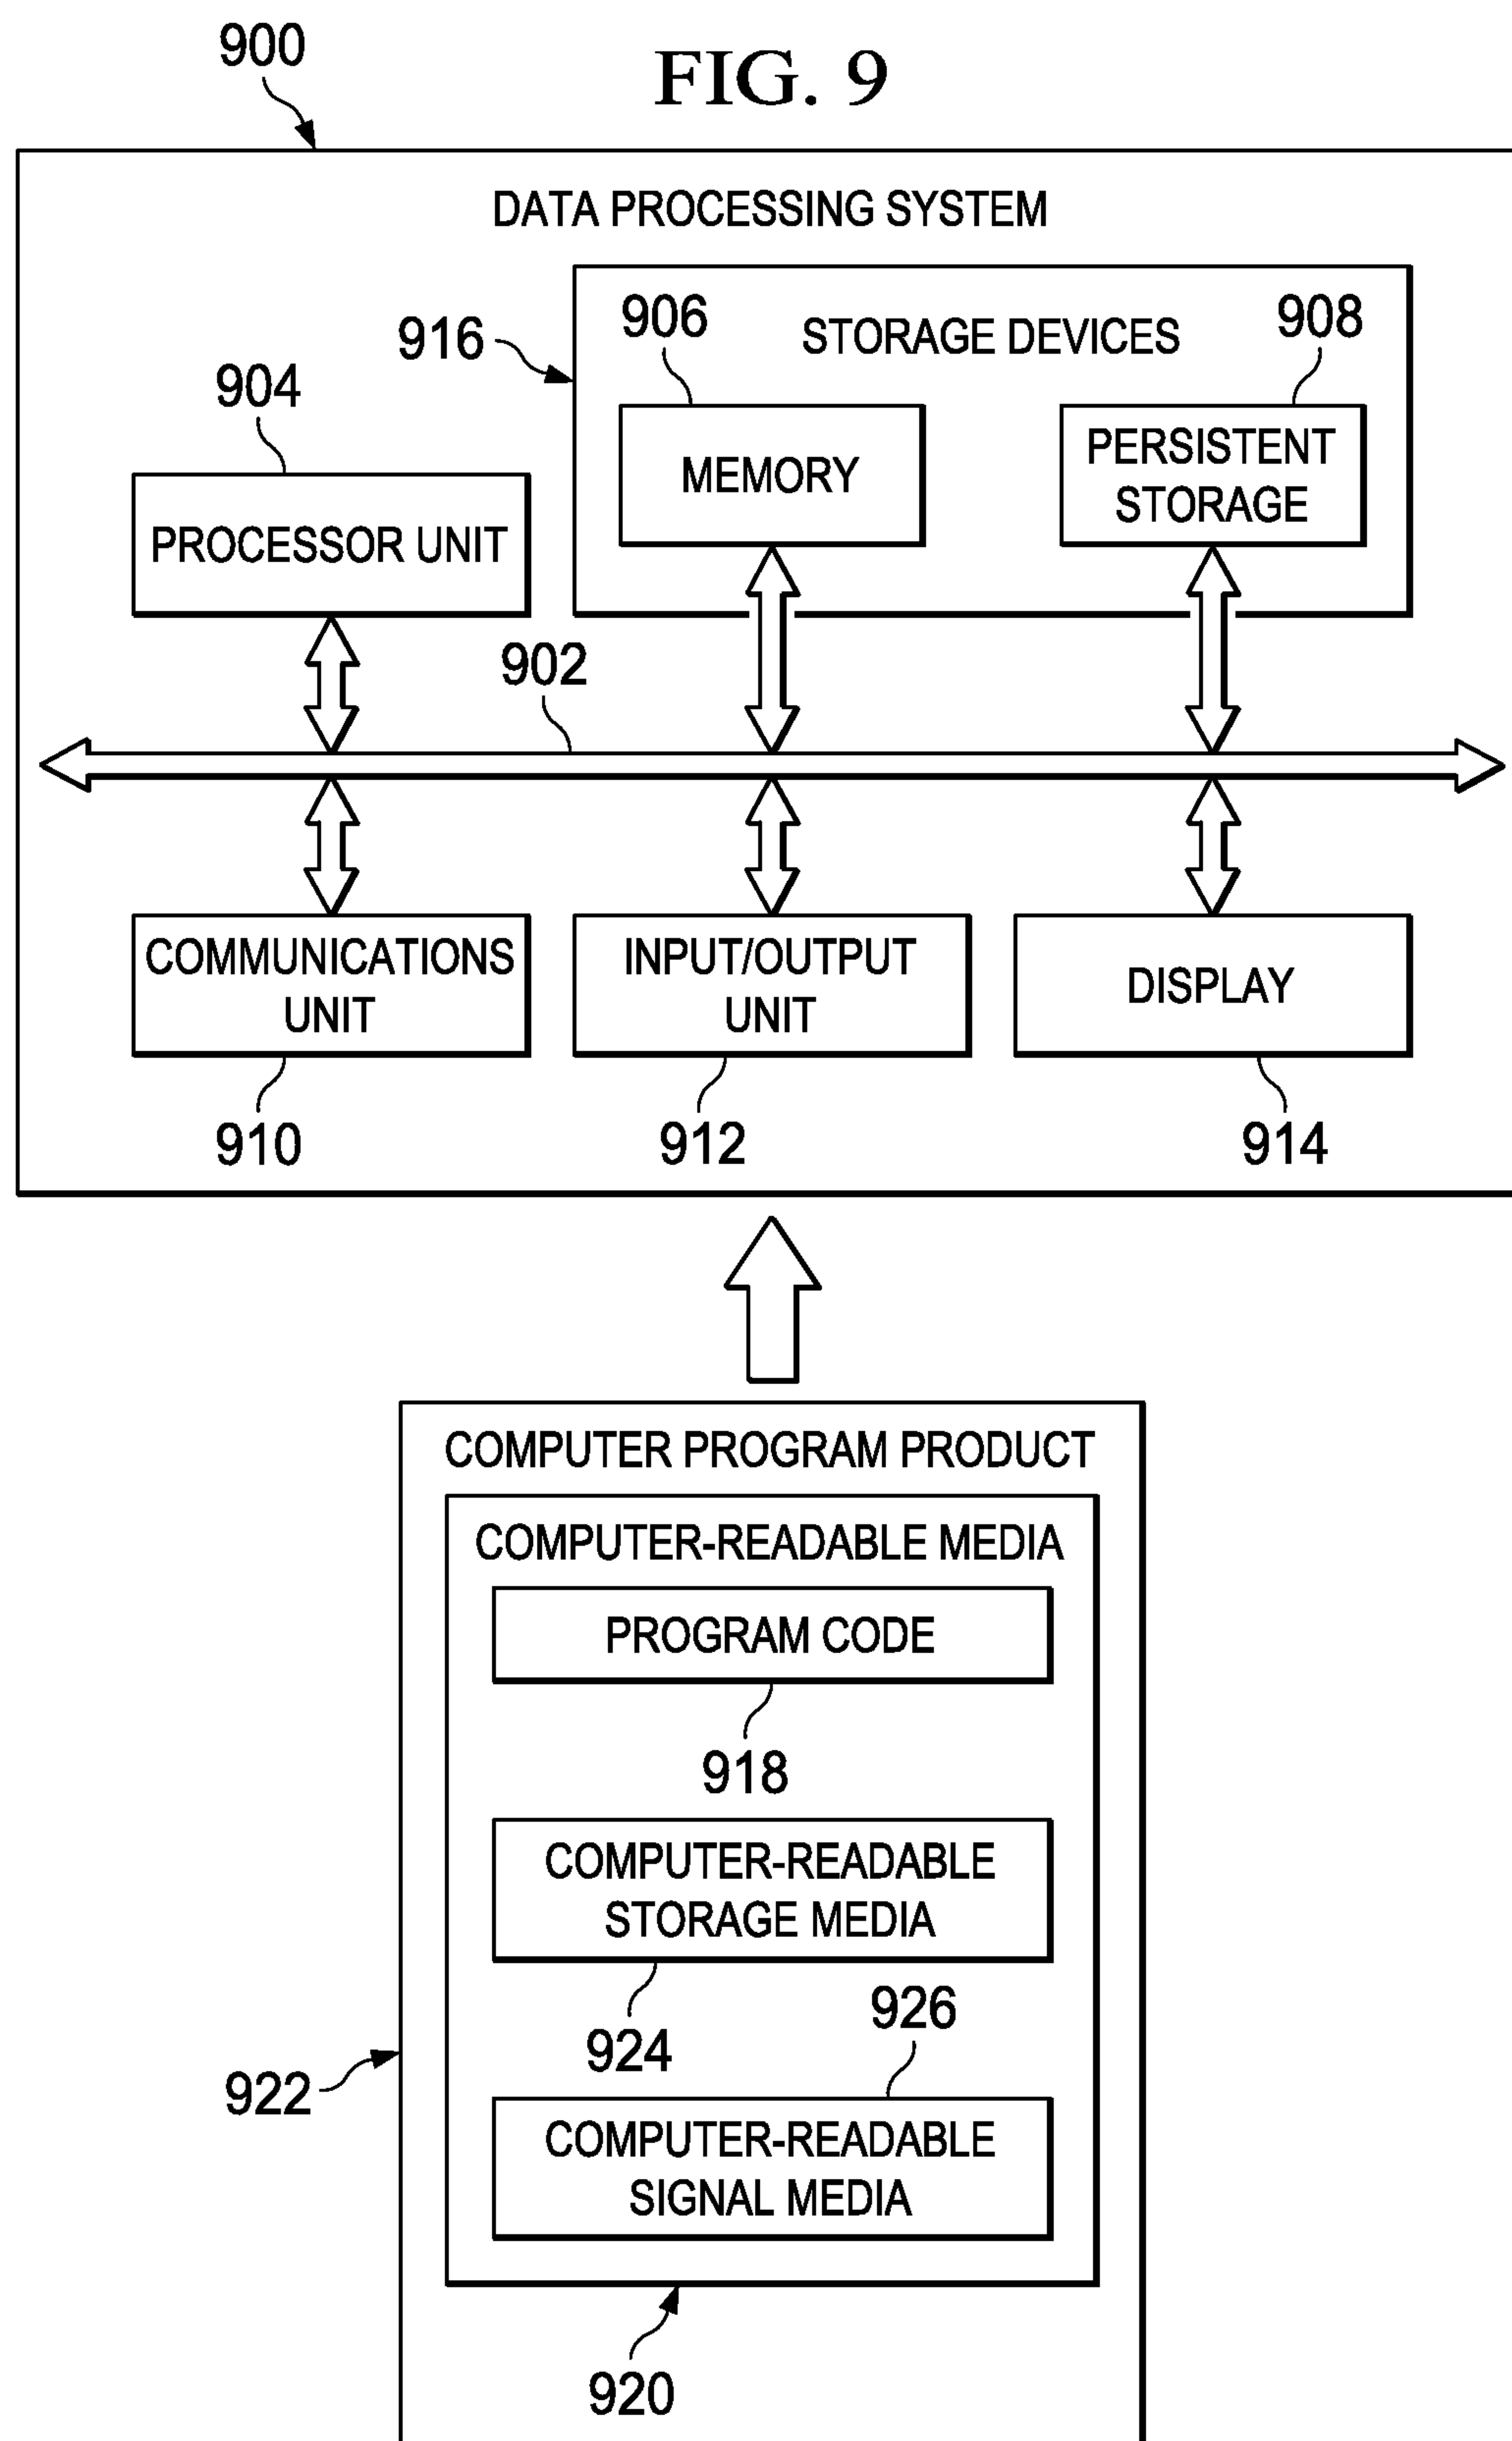 900
FIG. 9
DATA PROCESSING SYSTEM
916
906
STORAGE DEVICES
908
904
MEMORY
PERSISTENT
STORAGE
PROCESSOR UNIT
902
COMMUNICATIONS
UNIT
INPUT/OUTPUT
UNIT
DISPLAY
910
912
914
COMPUTER PROGRAM PRODUCT
COMPUTER-READABLE MEDIA
PROGRAM CODE
918
COMPUTER-READABLE
STORAGE MEDIA
924
926
922
COMPUTER-READABLE
SIGNAL MEDIA
920